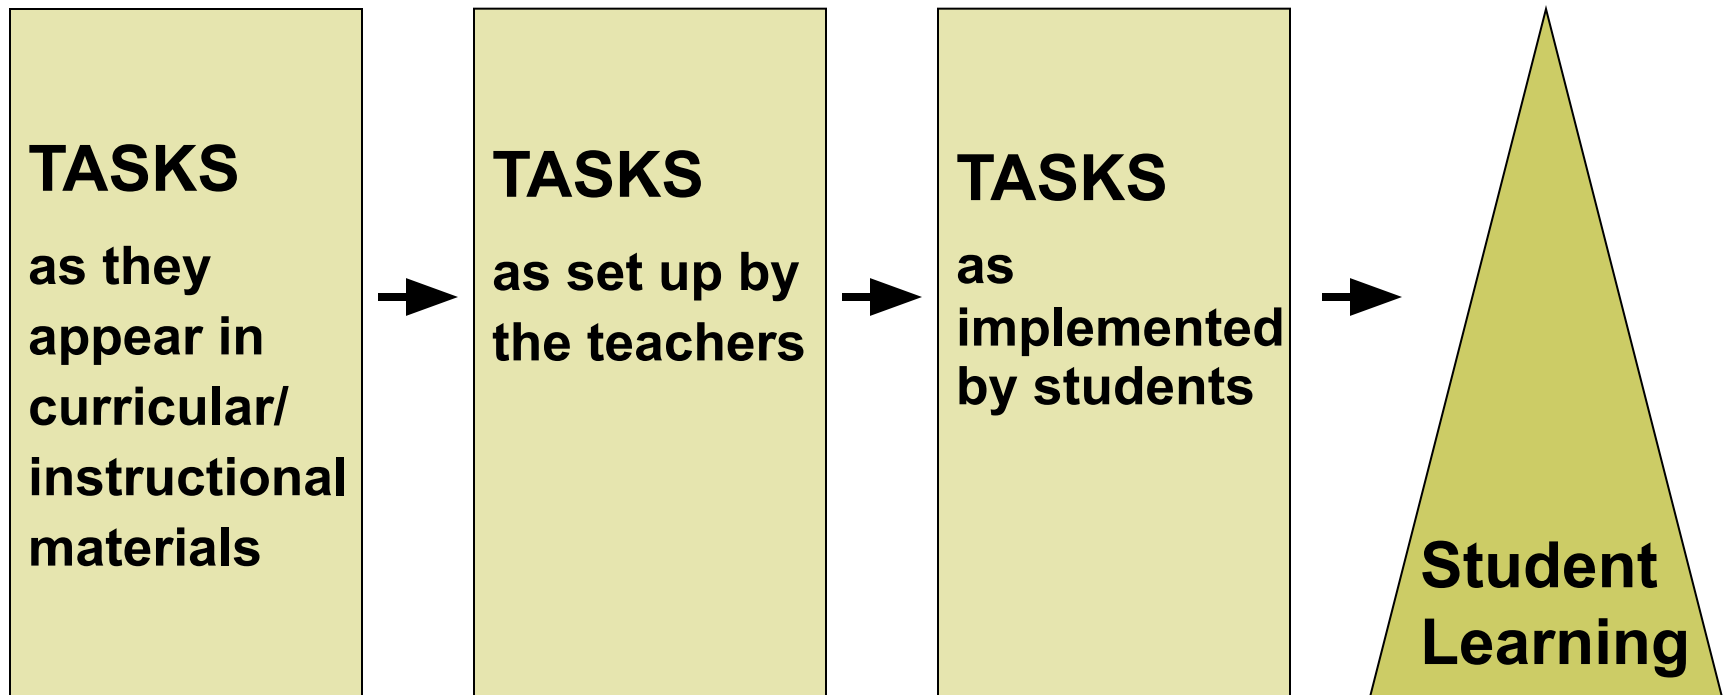 TASKS
as they
appear in
curricular/
instructional
materials
TASKS
as set up by
the teachers
TASKS
as
implemented
by students
Student
Learning